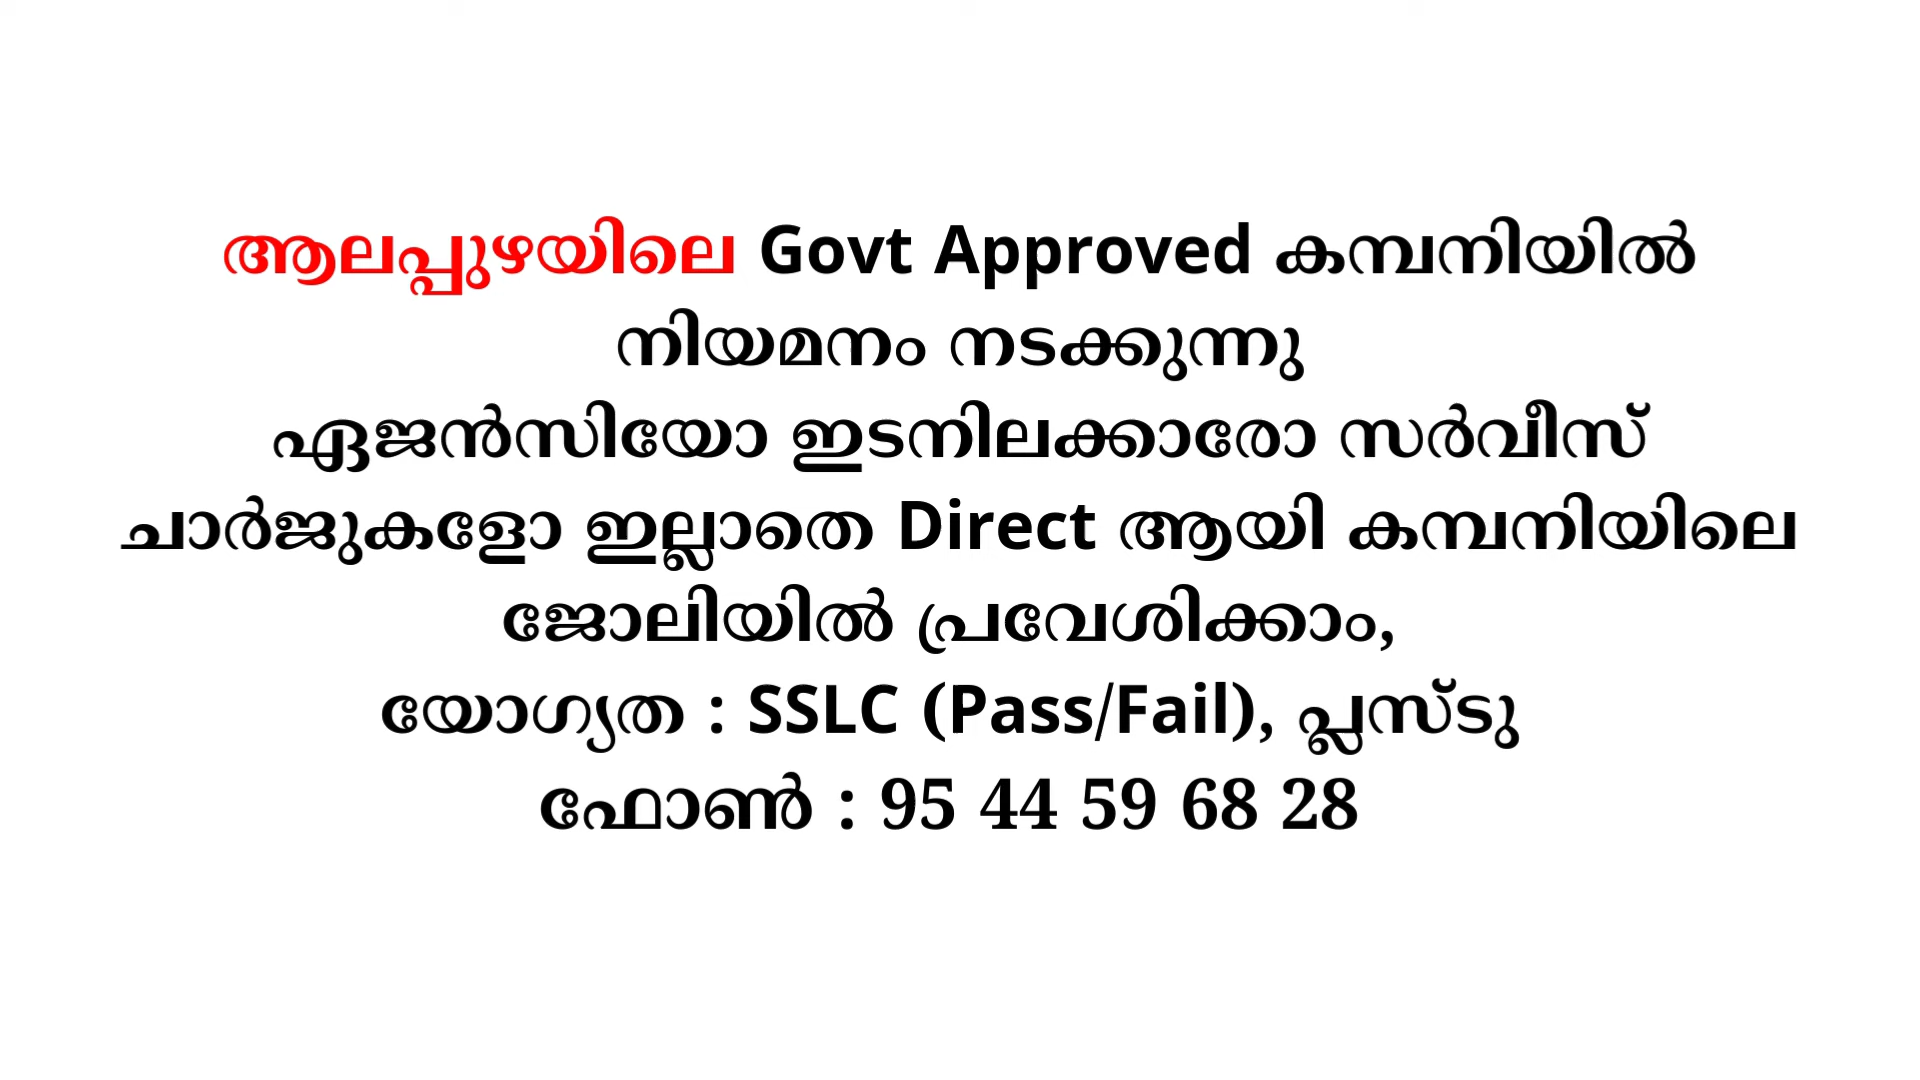 ആലപ്പുഴയിലെ Govt Approved കമ്പനിയിൽ
നിയമനം നടക്കുന്നു
ഏജൻസിയോ ഇടനിലക്കാരോ സർവീസ്
ചാർജുകളോ ഇല്ലാതെ Direct ആയി കമ്പനിയിലെ
ജോലിയിൽ പ്രവേശിക്കാം,
യോഗ്യത : SSLC (Pass/Fail), പ്ലസ്ടു
ഫോൺ : 95 44 59 68 28